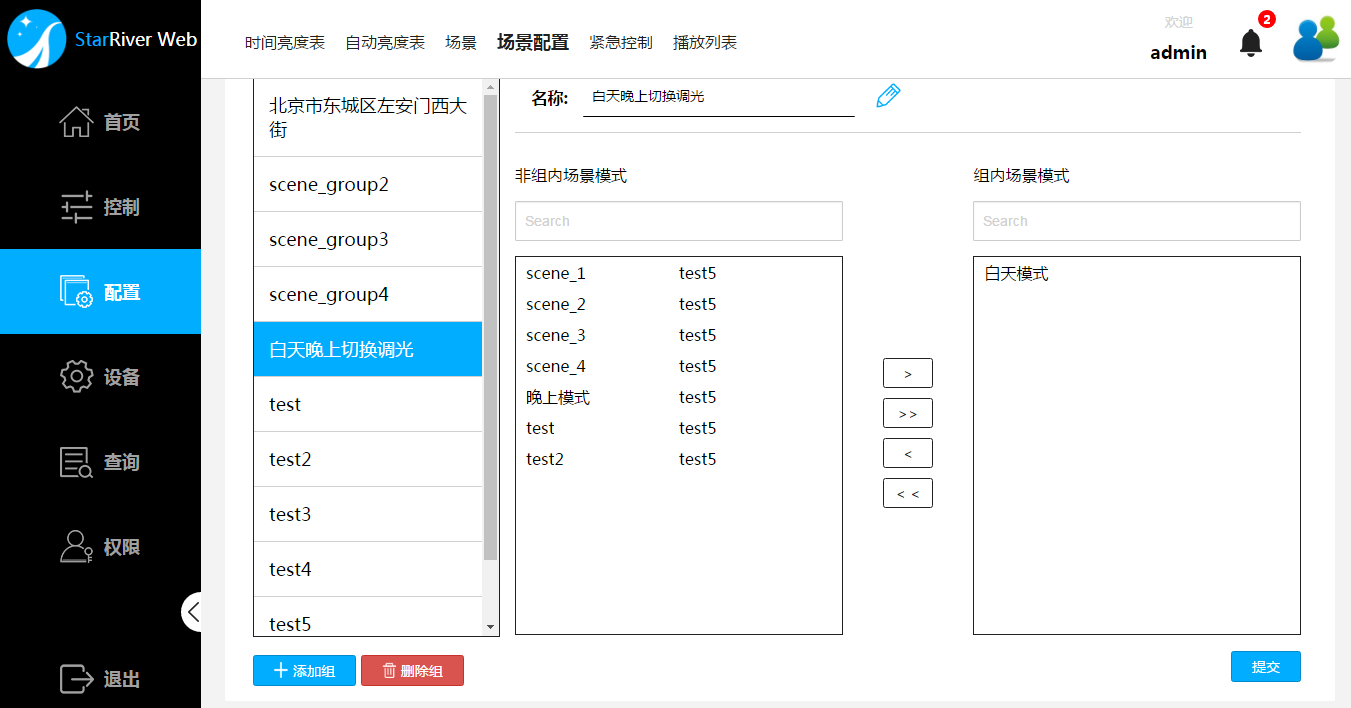 StarRiver Web
时间亮度表 自动亮度表 场景 场景配置 紧急控制 播放列表
欢迎
admin
2
首页
控制
配置
设备
查询
权限
退出
北京市东城区左安门西大
街
scene_group2
scene_group3
scene_group4
白天晚上切换调光
test
test2
test3
test4
test5
添加组 删除组
名称: 白天晚上切换调光
非组内场景模式
Search
scene_1 test5
scene_2 test5
scene_3 test5
scene_4 test5
晚上模式 test5
test test5
test2 test5
>
>>
<
< <
组内场景模式
Search
白天模式
提交